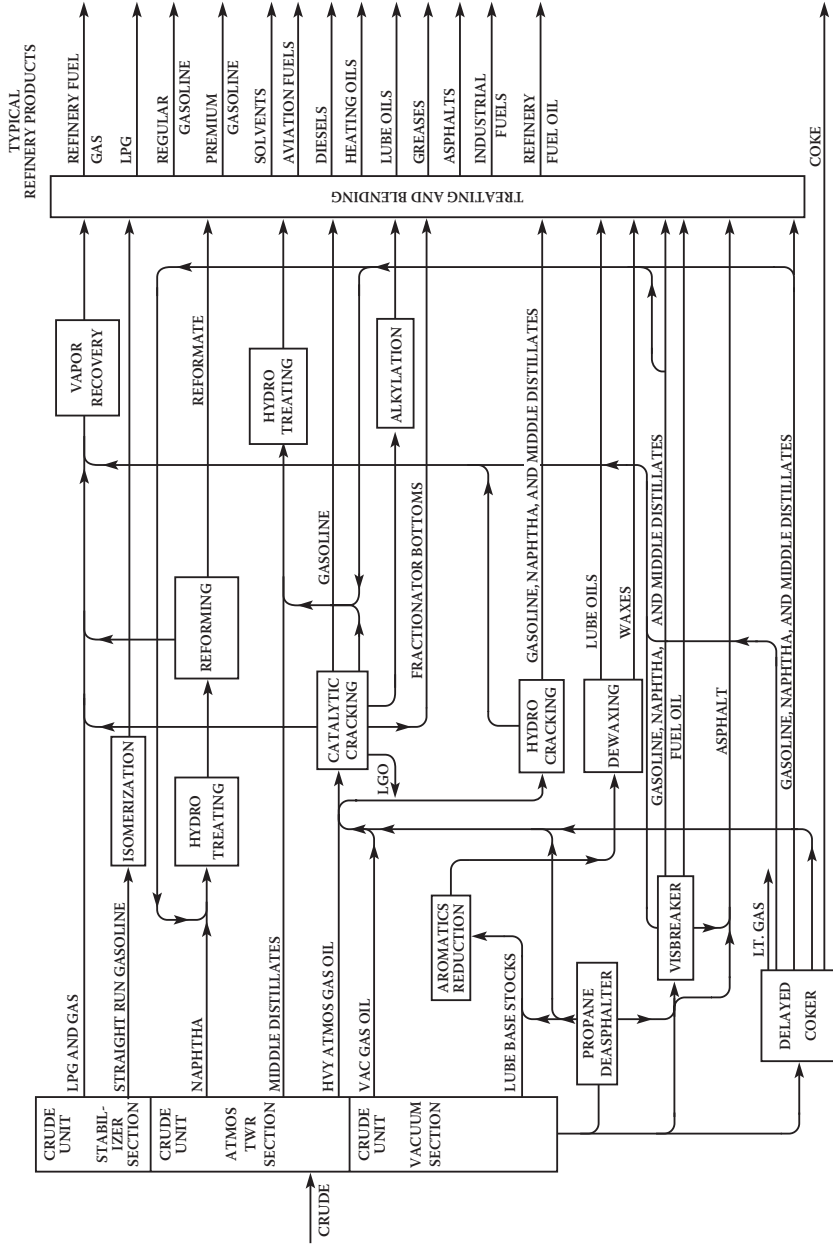 TYPICAL
REFINERY PRODUCTS
REFINERY FUEL
GAS
LPG
REGULAR
GASOLINE
PREMIUM
GASOLINE
SOLVENTS
AVIATION FUELS
DIESELS
HEATING OILS
LUBE OILS
GREASES
ASPHALTS
INDUSTRIAL
FUELS
REFINERY
FUEL OIL
COKE
TREATING AND BLENDING
VAPOR
RECOVERY
REFORMATE
HYDRO
TREATING
ALKYLATION
GASOLINE
FRACTIONATOR BOTTOMS
GASOLINE, NAPHTHA, AND MIDDLE DISTILLATES
LUBE OILS
WAXES
GASOLINE, NAPHTHA, AND MIDDLE DISTILLATES
FUEL OIL
ASPHALT
GASOLINE, NAPHTHA, AND MIDDLE DISTILLATES
REFORMING
CATALYTIC
CRACKING
LGO
HYDRO
CRACKING
DEWAXING
ISOMERIZATION
HYDRO
TREATING
AROMATICS
REDUCTION
VISBREAKER
LT. GAS
PROPANE
DEASPHALTER
DELAYED
COKER
LPG AND GAS
STRAIGHT RUN GASOLINE
NAPHTHA
MIDDLE DISTILLATES
HVY ATMOS GAS OIL
VAC GAS OIL
LUBE BASE STOCKS
CRUDE
UNIT
STABIL-
IZER
SECTION
CRUDE
UNIT
ATMOS
TWR
SECTION
CRUDE
UNIT
VACUUM
SECTION
CRUDE